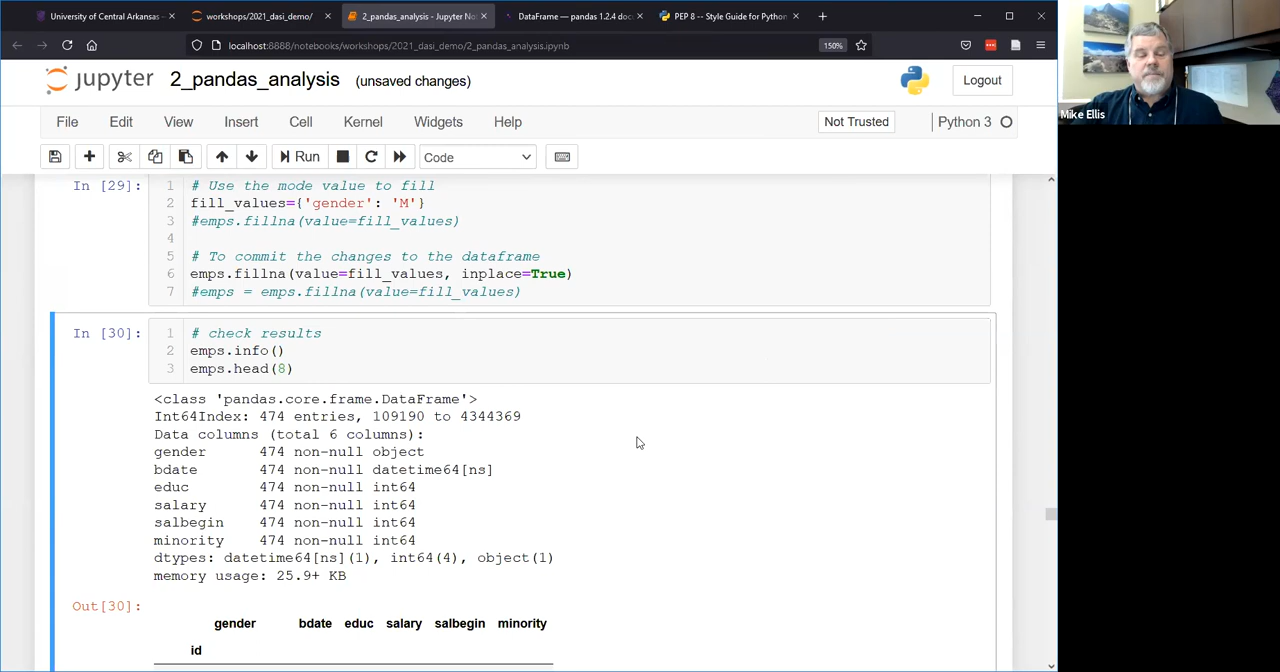 University of Central Arkansas
workshops/2021_dasi_demo/
2_pandas_analysis - Jupyter No
DataFrame — pandas 1.2.4 doc
PEP 8 -- Style Guide for Python
localhost:8888/notebooks/workshops/2021_dasi_demo/2_pandas_analysis.ipynb
150%
jupyter 2_pandas_analysis (unsaved changes)
Logout
File Edit View Insert Cell Kernel Widgets Help
Not Trusted
Python 3
Run
Code
In [29]:
1 # Use the mode value to fill
2 fill_values={'gender': 'M'}
3 #emps.fillna(value=fill_values)
4
5 # To commit the changes to the dataframe
6 emps.fillna(value=fill_values, inplace=True)
7 #emps = emps.fillna(value=fill_values)
In [30]:
1 # check results
2 emps.info()
3 emps.head(8)
<class 'pandas.core.frame.DataFrame'>
Int64Index: 474 entries, 109190 to 4344369
Data columns (total 6 columns):
gender 474 non-null object
bdate 474 non-null datetime64[ns]
educ 474 non-null int64
salary 474 non-null int64
salbegin 474 non-null int64
minority 474 non-null int64
dtypes: datetime64[ns](1), int64(4), object(1)
memory usage: 25.9+ KB
Out[30]:
gender bdate educ salary salbegin minority
id
Mike Ellis